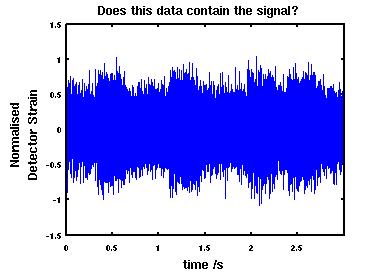 Does this data contain the signal?
1.5
1
0.5
0
-0.5
-1
-1.5
Normalised
Detector Strain
0 0.5 1 1.5 2 2.5
time /s